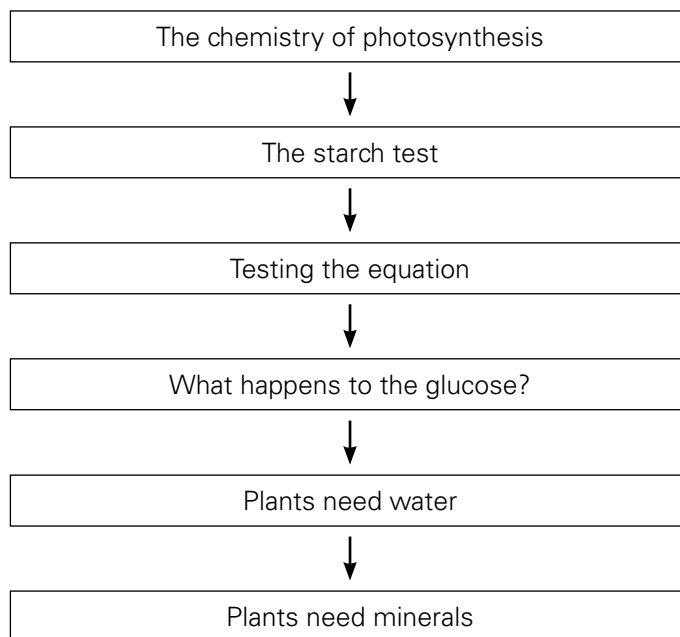 The chemistry of photosynthesis
The starch test
Testing the equation
What happens to the glucose?
Plants need water
Plants need minerals